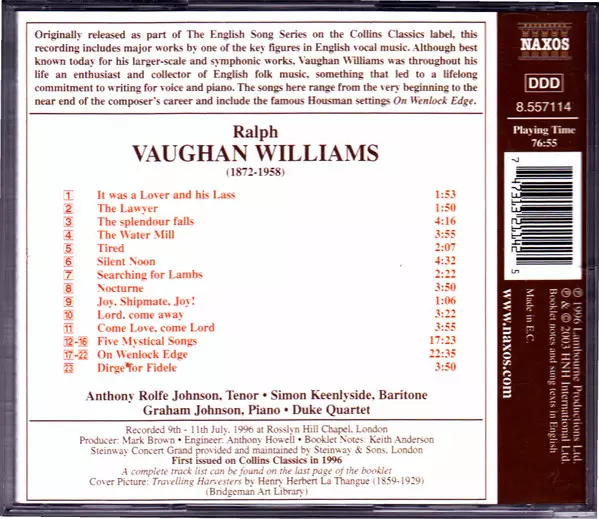 Originally released as part of The English Song Series on the Collins Classics label, this
recording includes major works by one of the key figures in English vocal music. Although best
known today for his larger-scale and symphonic works, Vaughan Williams was throughout his
life an enthusiast and collector of English folk music, something that led to a lifelong
commitment to writing for voice and piano. The songs here range from the very beginning to the
near end of the composer's career and include the famous Housman settings On Wenlock Edge.
Ralph
VAUGHAN WILLIAMS
(1872-1958)
1 It was a Lover and his Lass 1:53
2 The Lawyer 1:50
3 The splendour falls 4:16
4 The Water Mill 3:55
5 Tired 2:07
6 Silent Noon 4:32
7 Searching for Lambs 2:22
8 Nocturne 3:50
9 Joy, Shipmate, Joy! 1:06
10 Lord, come away 3:22
11 Come Love, come Lord 3:55
12-16 Five Mystical Songs 17:23
17-22 On Wenlock Edge 22:35
23 Dirge for Fidele 3:50
Anthony Rolfe Johnson, Tenor • Simon Keenlyside, Baritone
Graham Johnson, Piano • Duke Quartet
Recorded 9th - 11th July, 1996 at Rosslyn Hill Chapel, London
Producer: Mark Brown • Engineer: Anthony Howell • Booklet Notes: Keith Anderson
Steinway Concert Grand provided and maintained by Steinway & Sons, London
First issued on Collins Classics in 1996
A complete track list can be found on the last page of the booklet
Cover Picture: Travelling Harvesters by Henry Herbert La Thangue (1859-1929)
(Bridgeman Art Library)
NAXOS
DDD
8.557114
Playing Time
76:55
7 47313 21142 5
℗ 1996 Lambourne Productions Ltd.
℗ & © 2003 HNH International Ltd.
Booklet notes and sung texts in English
Made in E.C.
www.naxos.com